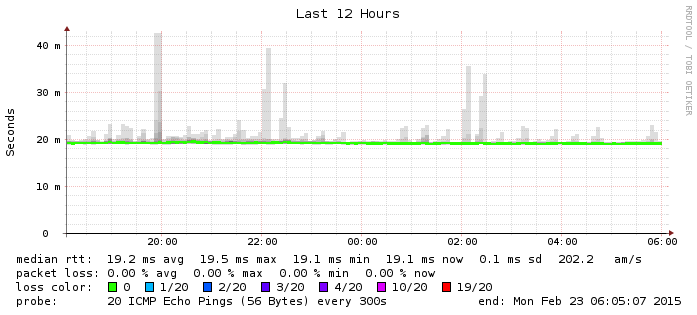 Last 12 Hours
RRDTOOL / TOBI OETIKER
Seconds
40 m
30 m
20 m
10 m
0
20:00 22:00 00:00 02:00 04:00 06:00
median rtt: 19.2 ms avg 19.5 ms max 19.1 ms min 19.1 ms now 0.1 ms sd 202.2 am/s
packet loss: 0.00 % avg 0.00 % max 0.00 % min 0.00 % now
loss color: 0 1/20 2/20 3/20 4/20 10/20 19/20
probe: 20 ICMP Echo Pings (56 Bytes) every 300s end: Mon Feb 23 06:05:07 2015